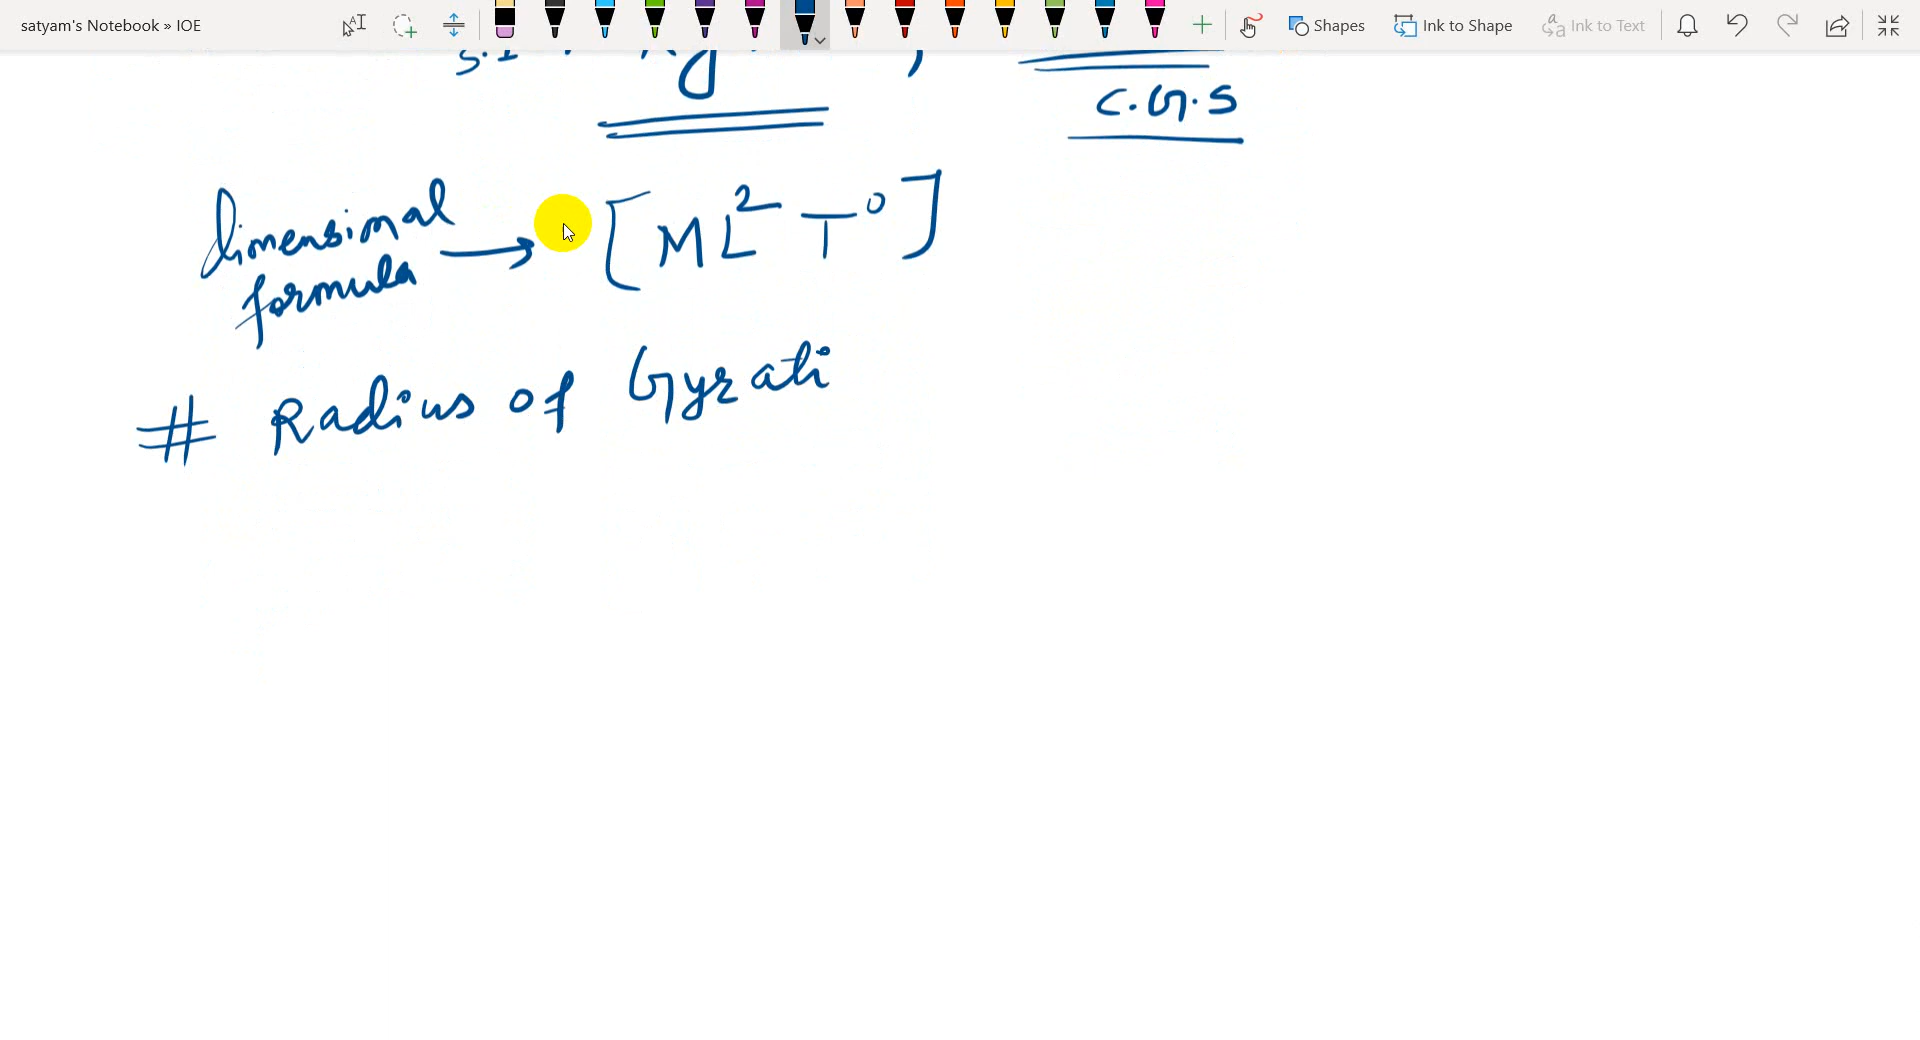 satyam's Notebook » IOE
Shapes
Ink to Shape
Ink to Text
S.I
C.G.S
dimensional
formula → [ML²T⁰]
# Radius of Gyrati